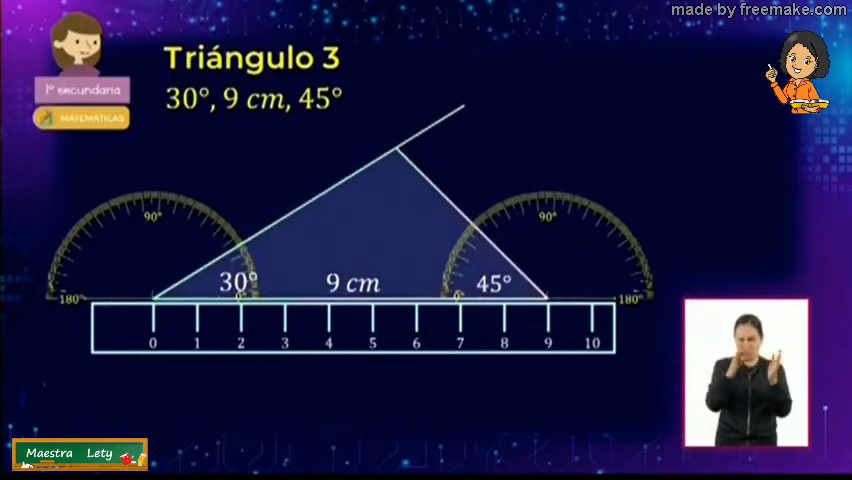 made by freemake.com
Triángulo 3
30°, 9 cm, 45°
1° secundaria
MATEMÁTICAS
90°
90°
30°
9 cm
45°
180°
0°
0°
180°
0 1 2 3 4 5 6 7 8 9 10
Maestra Lety